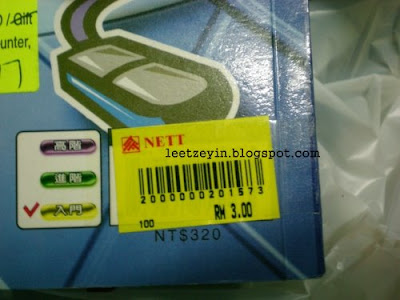 / Gift
unter,
NETT
leetzeyin.blogspot.com
2000000201573
RM 3.00
100
NT$320
高階
進階
入門